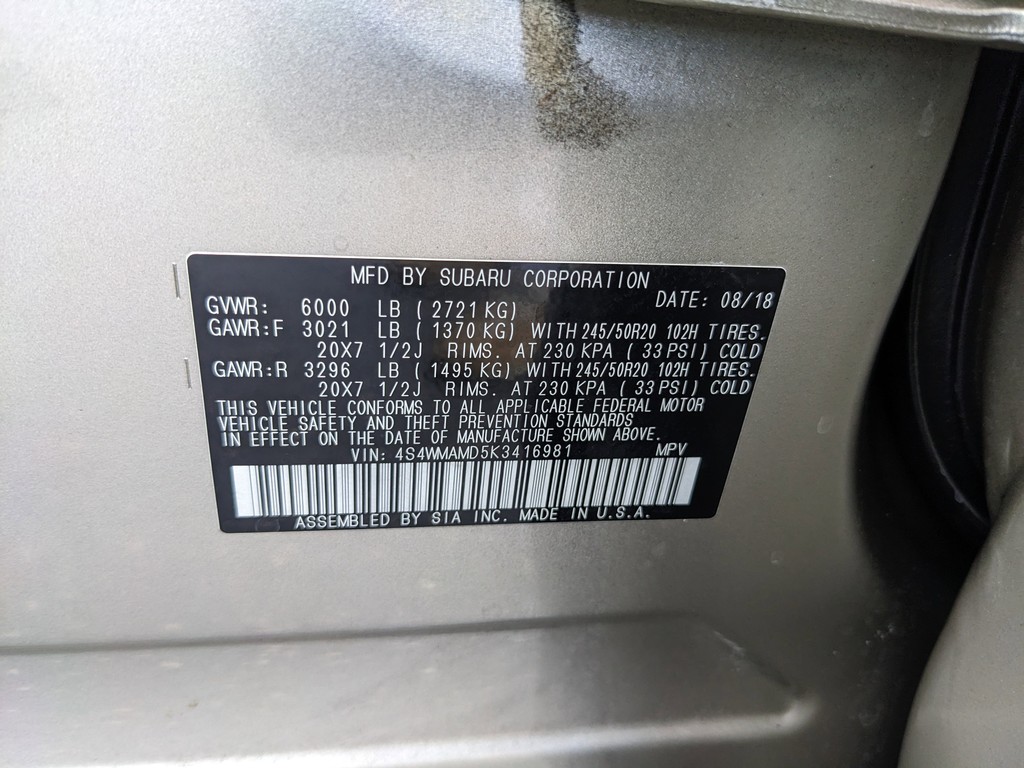 MFD BY SUBARU CORPORATION
GVWR: 6000 LB ( 2721 KG) DATE: 08/18
GAWR:F 3021 LB ( 1370 KG) WITH 245/50R20 102H TIRES.
20X7 1/2J RIMS. AT 230 KPA ( 33 PSI) COLD
GAWR:R 3296 LB ( 1495 KG) WITH 245/50R20 102H TIRES.
20X7 1/2J RIMS. AT 230 KPA ( 33 PSI) COLD
THIS VEHICLE CONFORMS TO ALL APPLICABLE FEDERAL MOTOR
VEHICLE SAFETY AND THEFT PREVENTION STANDARDS
IN EFFECT ON THE DATE OF MANUFACTURE SHOWN ABOVE.
VIN: 4S4WMAMD5K3416981 MPV
ASSEMBLED BY SIA INC. MADE IN U.S.A.